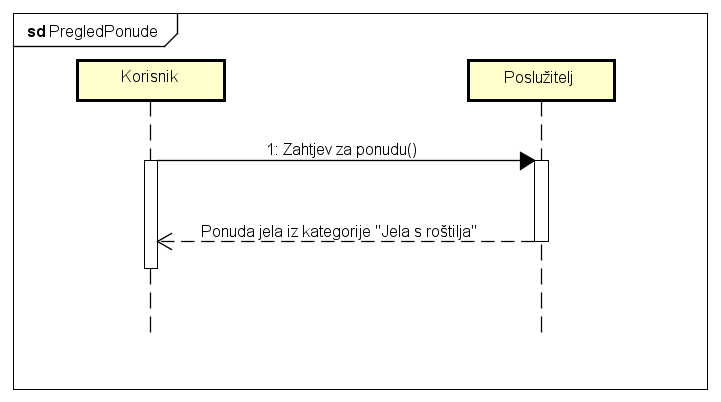 sd PregledPonude
Korisnik
Poslužitelj
1: Zahtjev za ponudu()
Ponuda jela iz kategorije "Jela s roštilja"